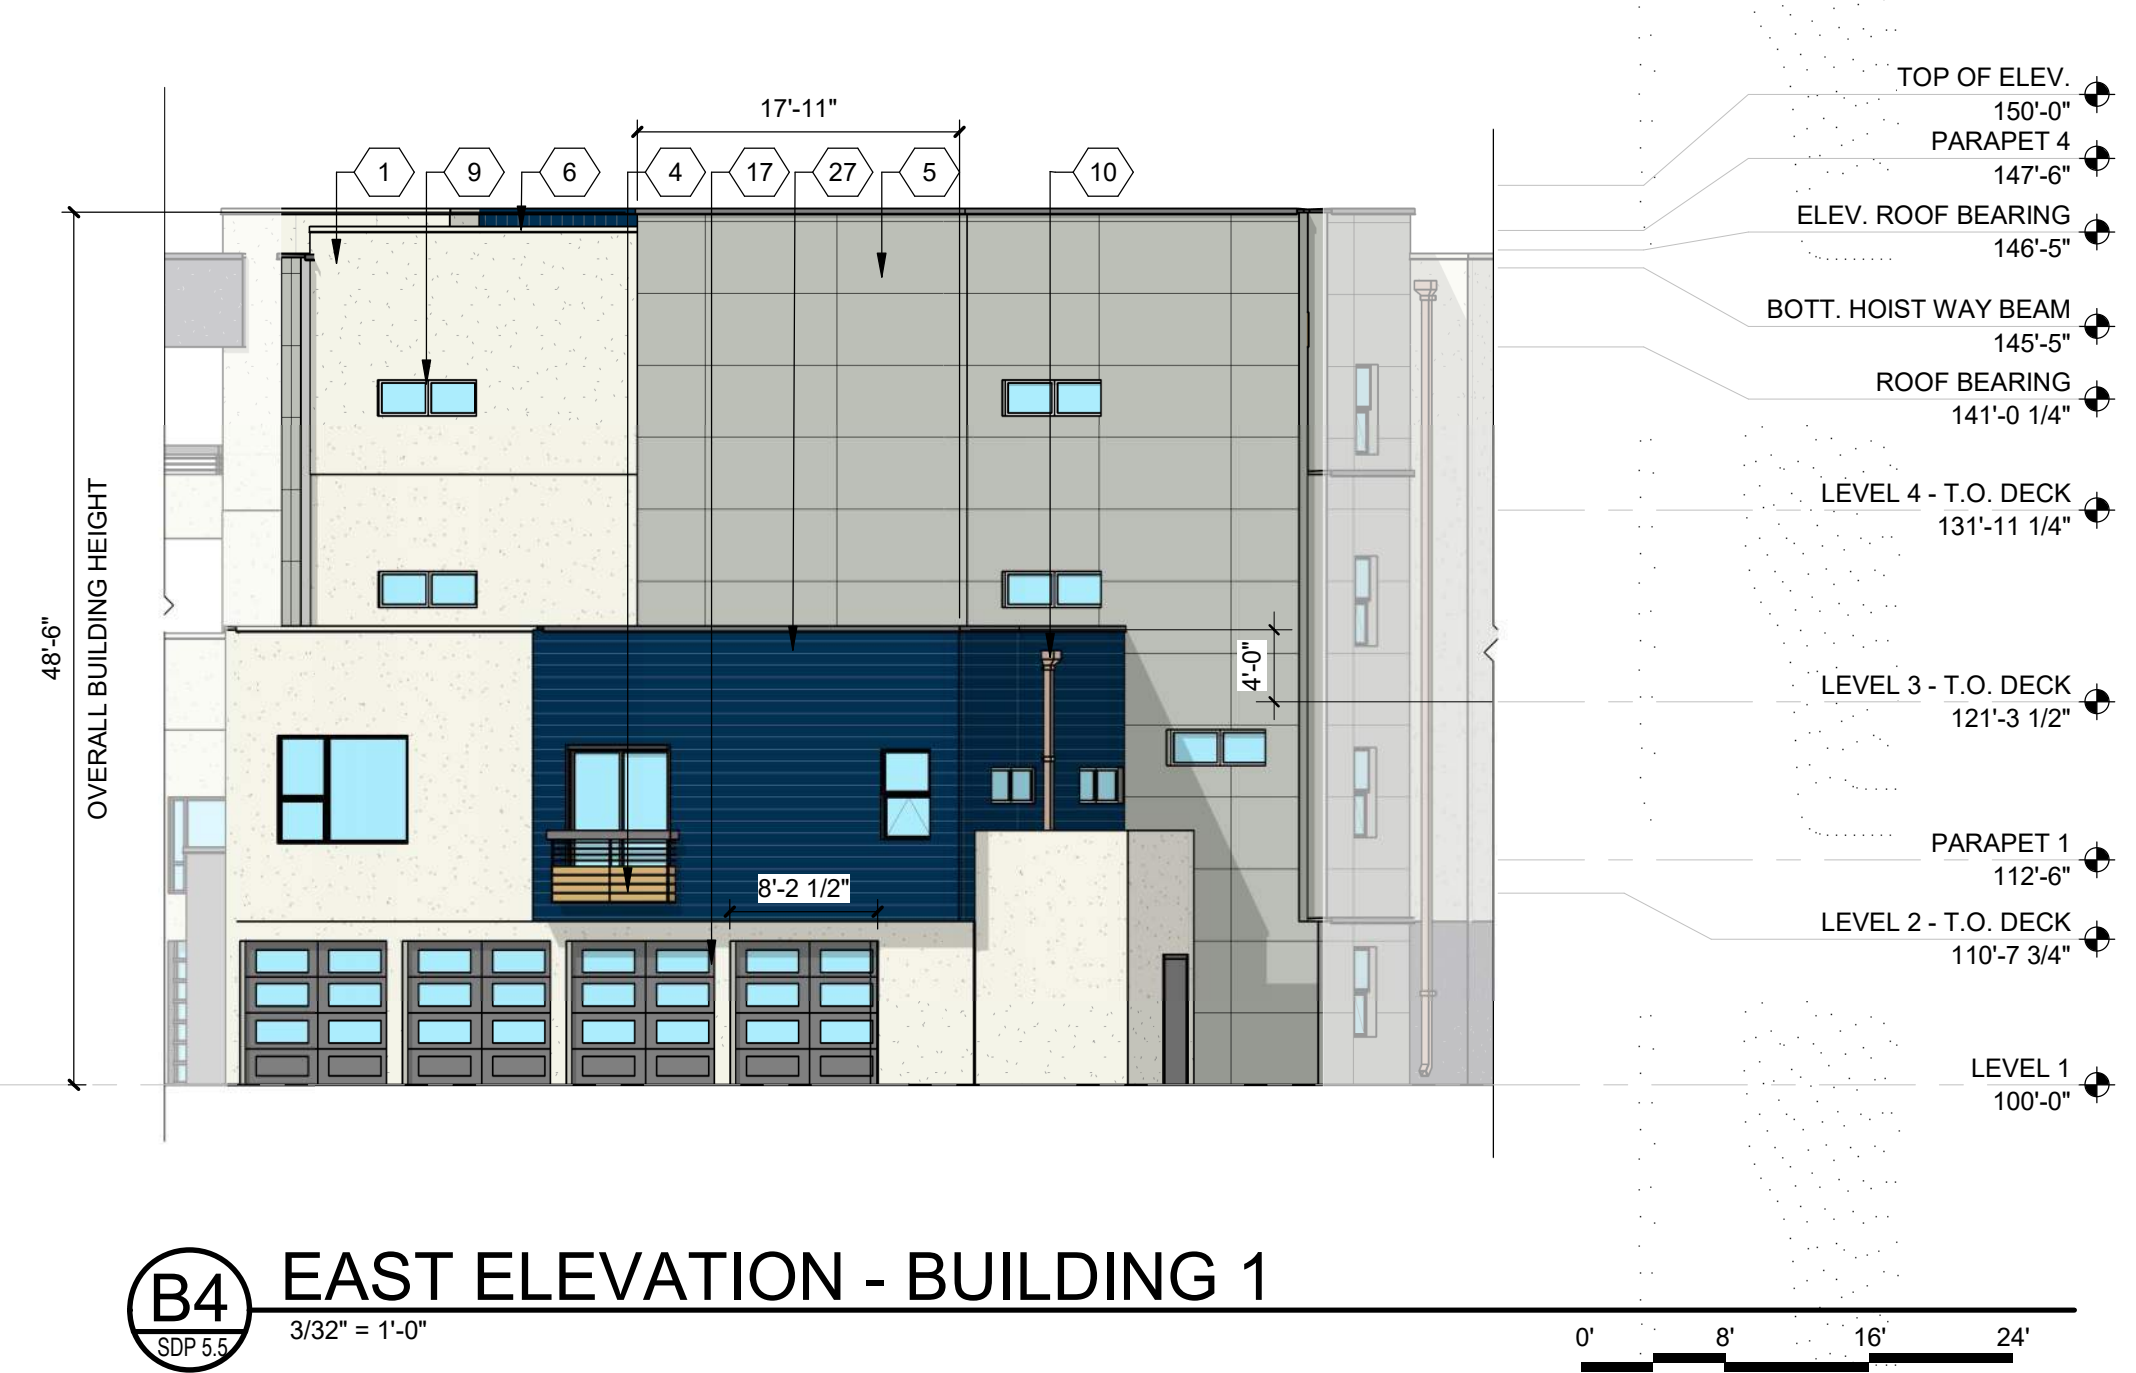 TOP OF ELEV.
150'-0"
17'-11"
PARAPET 4
147'-6"
1
9
6
4
17
27
5
10
ELEV. ROOF BEARING
146'-5"
BOTT. HOIST WAY BEAM
145'-5"
ROOF BEARING
141'-0 1/4"
LEVEL 4 - T.O. DECK
131'-11 1/4"
48'-6"
OVERALL BUILDING HEIGHT
4'-0"
LEVEL 3 - T.O. DECK
121'-3 1/2"
PARAPET 1
112'-6"
8'-2 1/2"
LEVEL 2 - T.O. DECK
110'-7 3/4"
LEVEL 1
100'-0"
B4
SDP 5.5
EAST ELEVATION - BUILDING 1
3/32" = 1'-0"
0' 8' 16' 24'